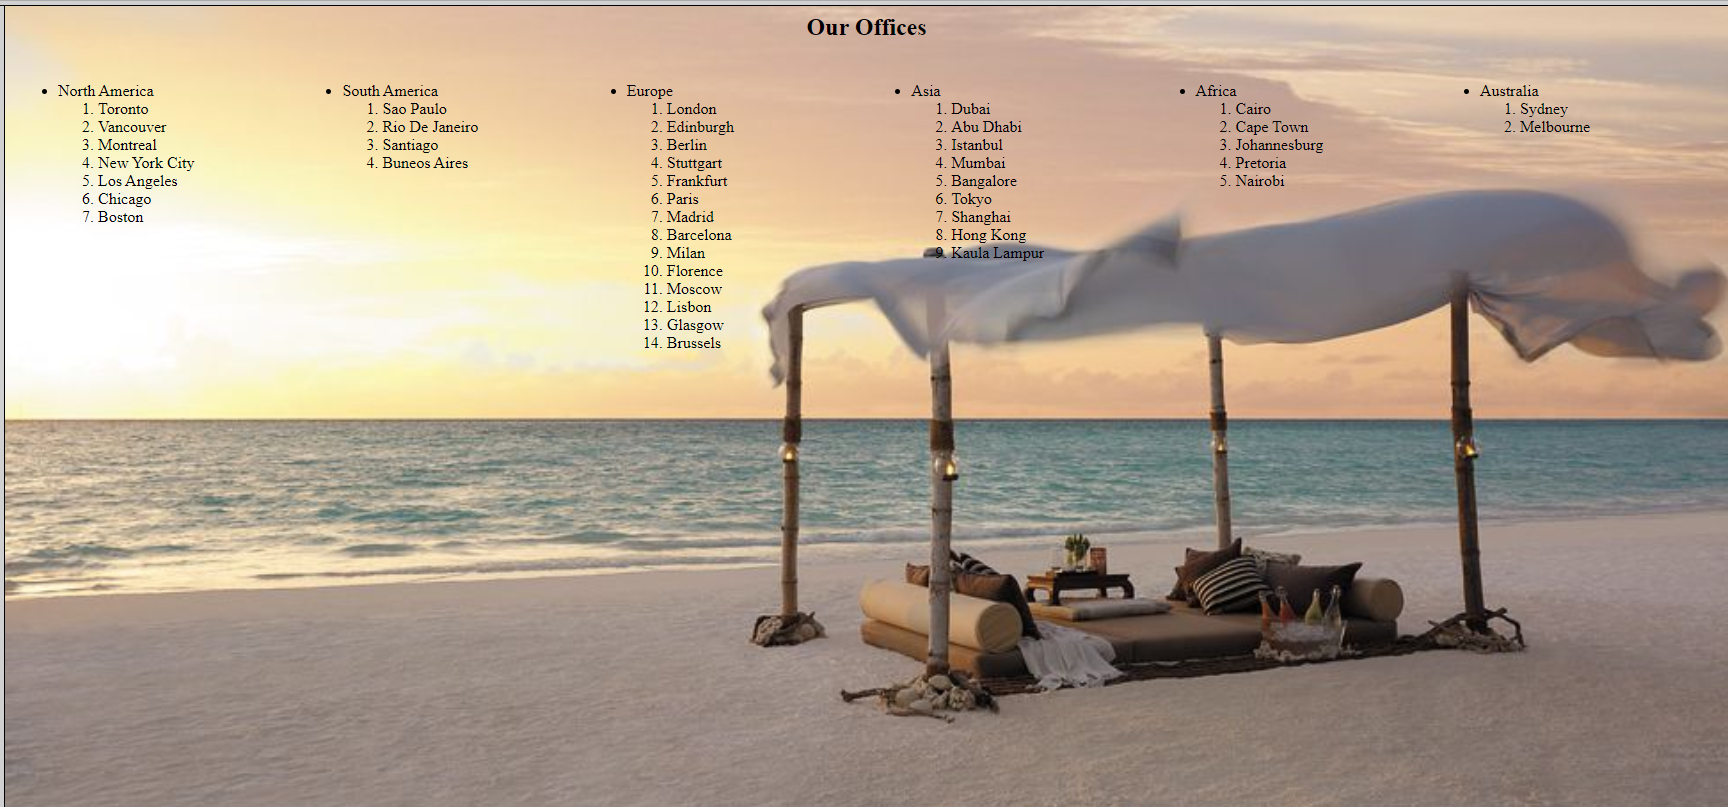 Our Offices
• North America
1. Toronto
2. Vancouver
3. Montreal
4. New York City
5. Los Angeles
6. Chicago
7. Boston
• South America
1. Sao Paulo
2. Rio De Janeiro
3. Santiago
4. Buneos Aires
• Europe
1. London
2. Edinburgh
3. Berlin
4. Stuttgart
5. Frankfurt
6. Paris
7. Madrid
8. Barcelona
9. Milan
10. Florence
11. Moscow
12. Lisbon
13. Glasgow
14. Brussels
• Asia
1. Dubai
2. Abu Dhabi
3. Istanbul
4. Mumbai
5. Bangalore
6. Tokyo
7. Shanghai
8. Hong Kong
9. Kaula Lampur
• Africa
1. Cairo
2. Cape Town
3. Johannesburg
4. Pretoria
5. Nairobi
• Australia
1. Sydney
2. Melbourne